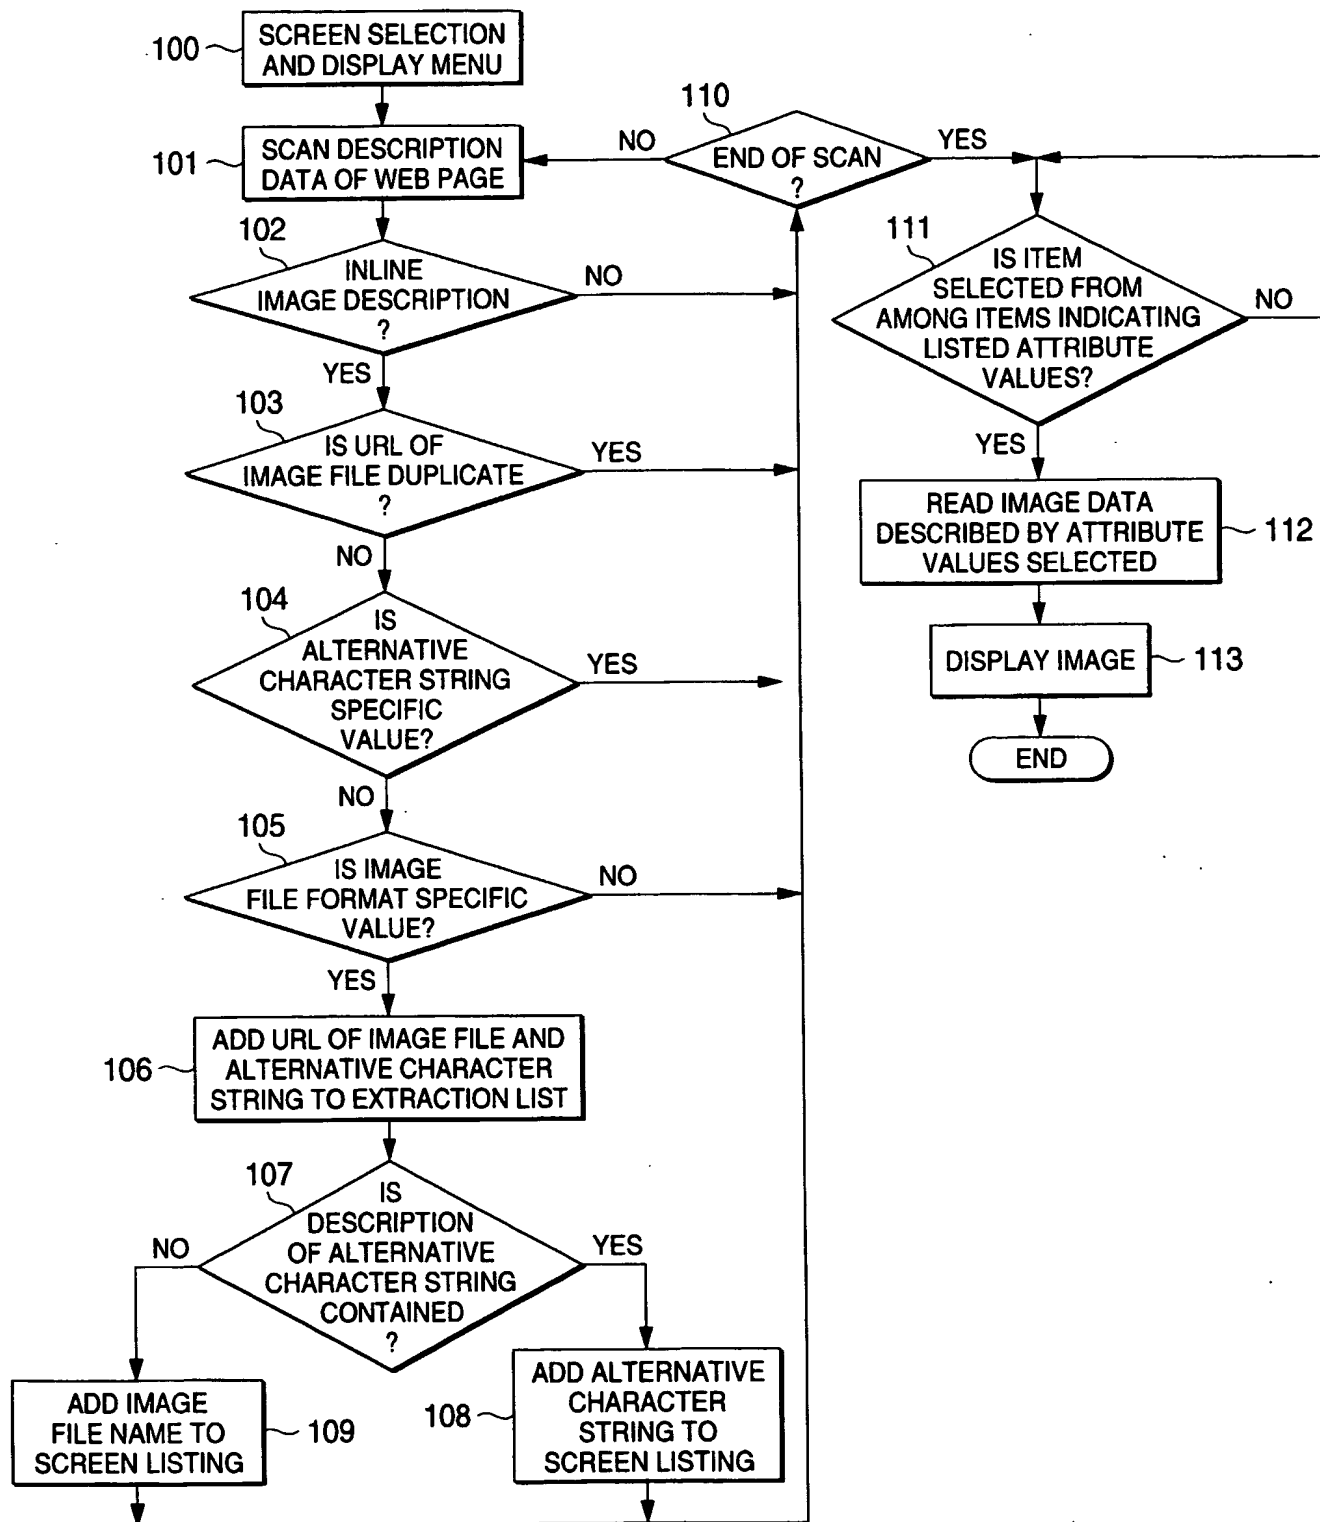 100
SCREEN SELECTION
AND DISPLAY MENU
101
SCAN DESCRIPTION
DATA OF WEB PAGE
102
INLINE
IMAGE DESCRIPTION
?
NO
YES
103
IS URL OF
IMAGE FILE DUPLICATE
?
YES
NO
104
IS
ALTERNATIVE
CHARACTER STRING
SPECIFIC
VALUE?
YES
NO
105
IS IMAGE
FILE FORMAT SPECIFIC
VALUE?
NO
YES
106
ADD URL OF IMAGE FILE AND
ALTERNATIVE CHARACTER
STRING TO EXTRACTION LIST
107
IS
DESCRIPTION
OF ALTERNATIVE
CHARACTER STRING
CONTAINED
?
NO
YES
ADD IMAGE
FILE NAME TO
SCREEN LISTING
109
108
ADD ALTERNATIVE
CHARACTER
STRING TO
SCREEN LISTING
110
END OF SCAN
?
NO
YES
111
IS ITEM
SELECTED FROM
AMONG ITEMS INDICATING
LISTED ATTRIBUTE
VALUES?
NO
YES
READ IMAGE DATA
DESCRIBED BY ATTRIBUTE
VALUES SELECTED
112
DISPLAY IMAGE
113
END